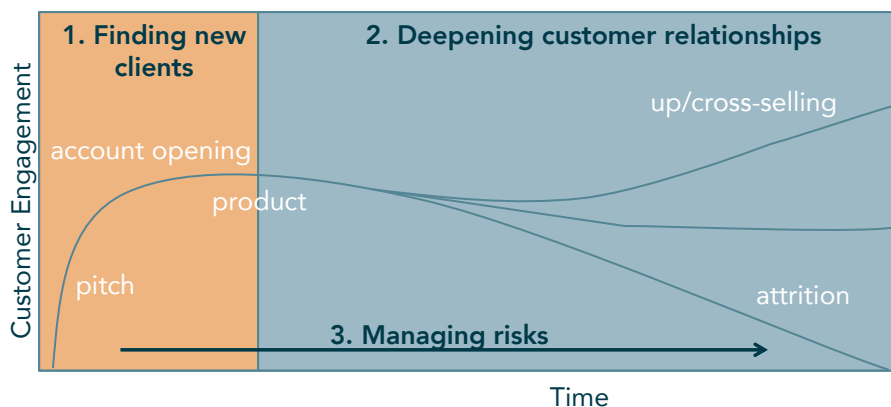 1. Finding new
clients
2. Deepening customer relationships
up/cross-selling
account opening
product
pitch
attrition
3. Managing risks
Customer Engagement
Time